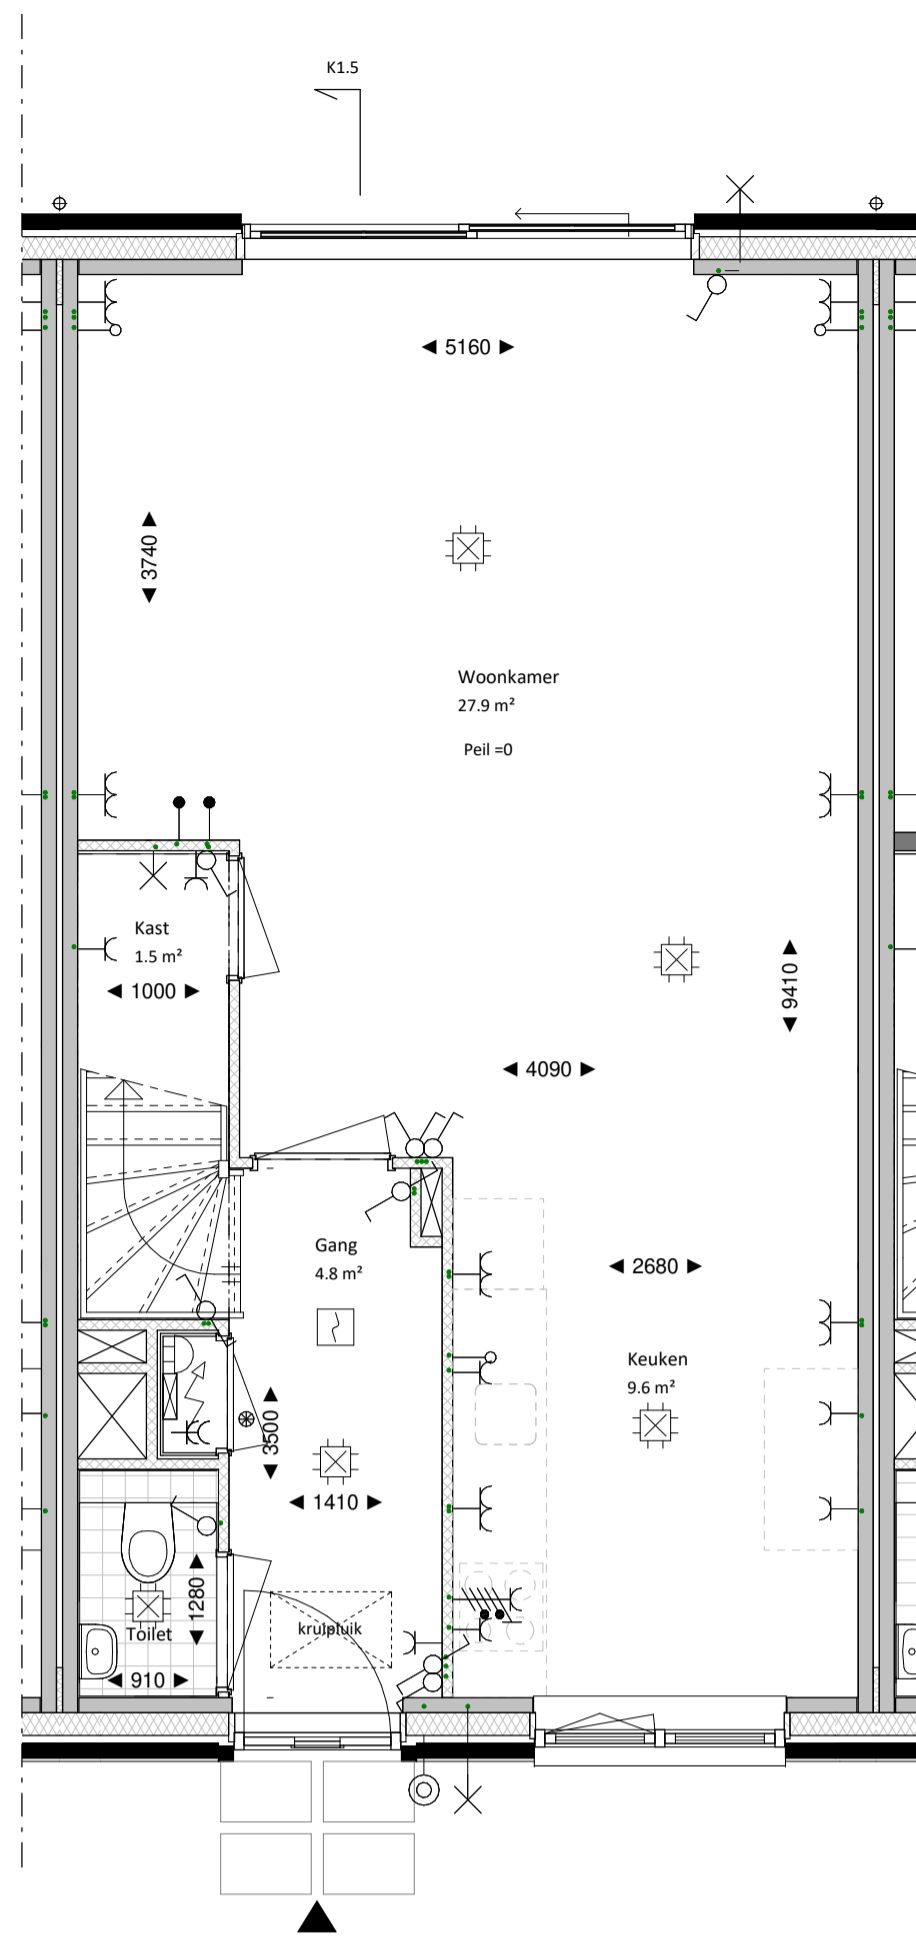 K1.5
5160
3740
Woonkamer
27.9 m²
Peil =0
Kast
1.5 m²
1000
9410
4090
Gang
4.8 m²
2680
Keuken
9.6 m²
3500
1410
1280
Toilet
kruipluik
910